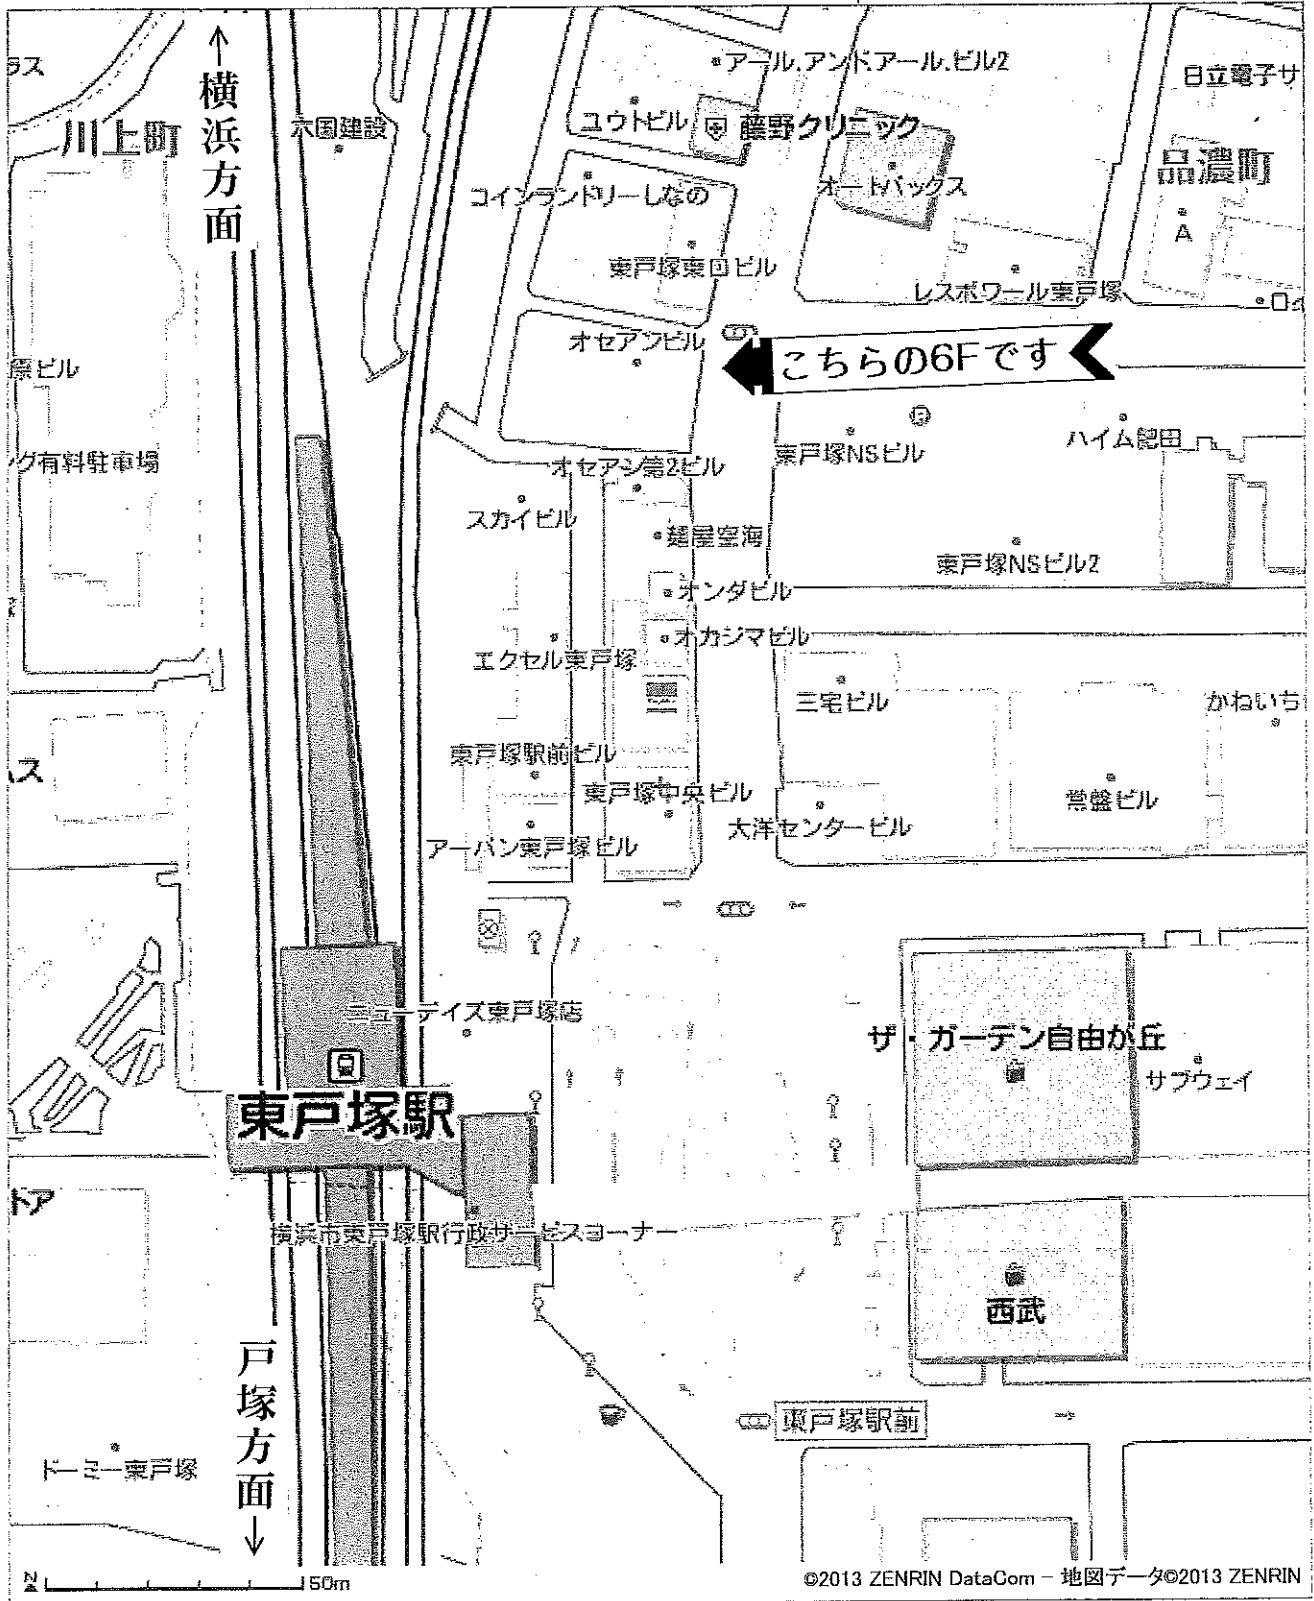 アール.アンド.アール.ビル2
ラス
↑横浜方面
日立電子サ
川上町
六国建設
ユウトビル
藤野クリニック
品濃町
コインランドリーしなの
オートバックス
A
東戸塚東口ビル
レスポワール東戸塚
オセアンビル
こちらの6Fです
原ビル
東戸塚NSビル
グ有料駐車場
オセアン第2ビル
スカイビル
麺屋空海
東戸塚NSビル2
オンダビル
オカジマビル
エクセル東戸塚
三宅ビル
かねいち
東戸塚駅前ビル
ハス
東戸塚中央ビル
常盤ビル
大洋センタービル
アーバン東戸塚ビル
ニューデイズ東戸塚店
ザ・ガーデン自由が丘
サブウェイ
東戸塚駅
トア
横浜市東戸塚駅行政サービスコーナー
西武
戸塚方面↓
東戸塚駅前
ドーミー東戸塚
N
50m
©2013 ZENRIN DataCom - 地図データ©2013 ZENRIN